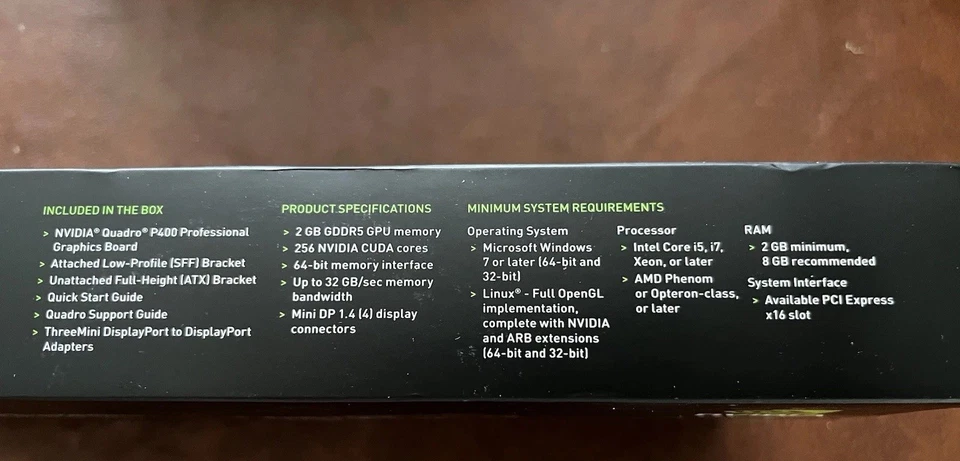 INCLUDED IN THE BOX
> NVIDIA® Quadro® P400 Professional
Graphics Board
> Attached Low-Profile (SFF) Bracket
> Unattached Full-Height (ATX) Bracket
> Quick Start Guide
> Quadro Support Guide
> ThreeMini DisplayPort to DisplayPort
Adapters
PRODUCT SPECIFICATIONS
> 2 GB GDDR5 GPU memory
> 256 NVIDIA CUDA cores
> 64-bit memory interface
> Up to 32 GB/sec memory
bandwidth
> Mini DP 1.4 (4) display
connectors
MINIMUM SYSTEM REQUIREMENTS
Operating System
> Microsoft Windows
7 or later (64-bit and
32-bit)
> Linux® - Full OpenGL
implementation,
complete with NVIDIA
and ARB extensions
(64-bit and 32-bit)
Processor
> Intel Core i5, i7,
Xeon, or later
> AMD Phenom
or Opteron-class,
or later
RAM
> 2 GB minimum,
8 GB recommended
System Interface
> Available PCI Express
x16 slot